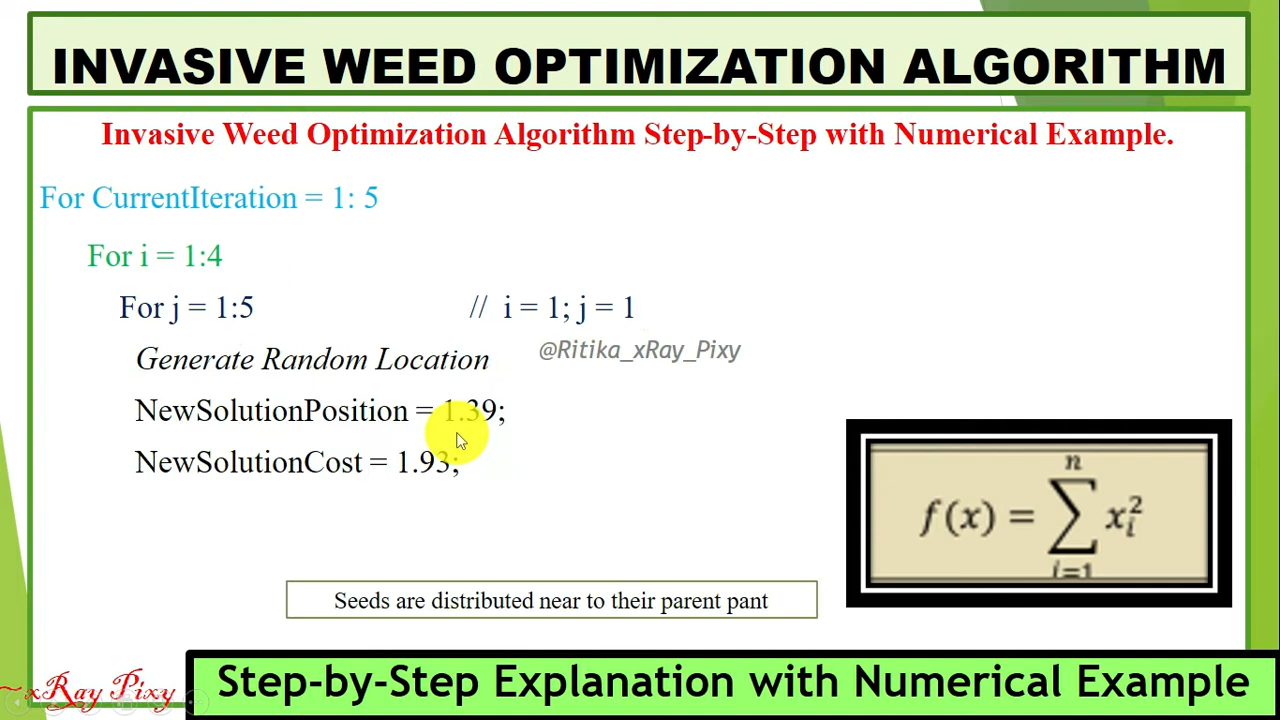 INVASIVE WEED OPTIMIZATION ALGORITHM
Invasive Weed Optimization Algorithm Step-by-Step with Numerical Example.
For CurrentIteration = 1: 5
For i = 1:4
For j = 1:5 // i = 1; j = 1
Generate Random Location
@Ritika_xRay_Pixy
NewSolutionPosition = 1.39;
NewSolutionCost = 1.93;
f(x) = \sum_{i=1}^{n} x_i^2
Seeds are distributed near to their parent pant
~xRay Pixy
Step-by-Step Explanation with Numerical Example